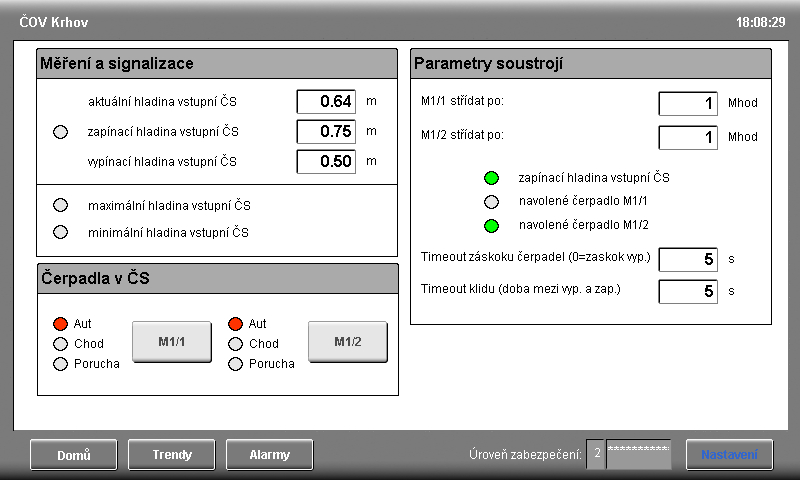 ČOV Krhov
18:08:29
Měření a signalizace
aktuální hladina vstupní ČS 0.64 m
zapínací hladina vstupní ČS 0.75 m
vypínací hladina vstupní ČS 0.50 m
maximální hladina vstupní ČS
minimální hladina vstupní ČS
Čerpadla v ČS
Aut
Chod
Porucha
M1/1
Aut
Chod
Porucha
M1/2
Parametry soustrojí
M1/1 střídat po: 1 Mhod
M1/2 střídat po: 1 Mhod
zapínací hladina vstupní ČS
navolené čerpadlo M1/1
navolené čerpadlo M1/2
Timeout záskoku čerpadel (0=zaskok vyp.) 5 s
Timeout klidu (doba mezi vyp. a zap.) 5 s
Domů
Trendy
Alarmy
Úroveň zabezpečení: 2 **********
Nastavení